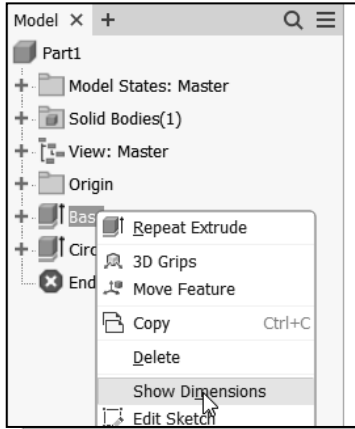 Model
Part1
Model States: Master
Solid Bodies(1)
View: Master
Origin
Bas
Repeat Extrude
Circ
3D Grips
End
Move Feature
Copy Ctrl+C
Delete
Show Dimensions
Edit Sketch